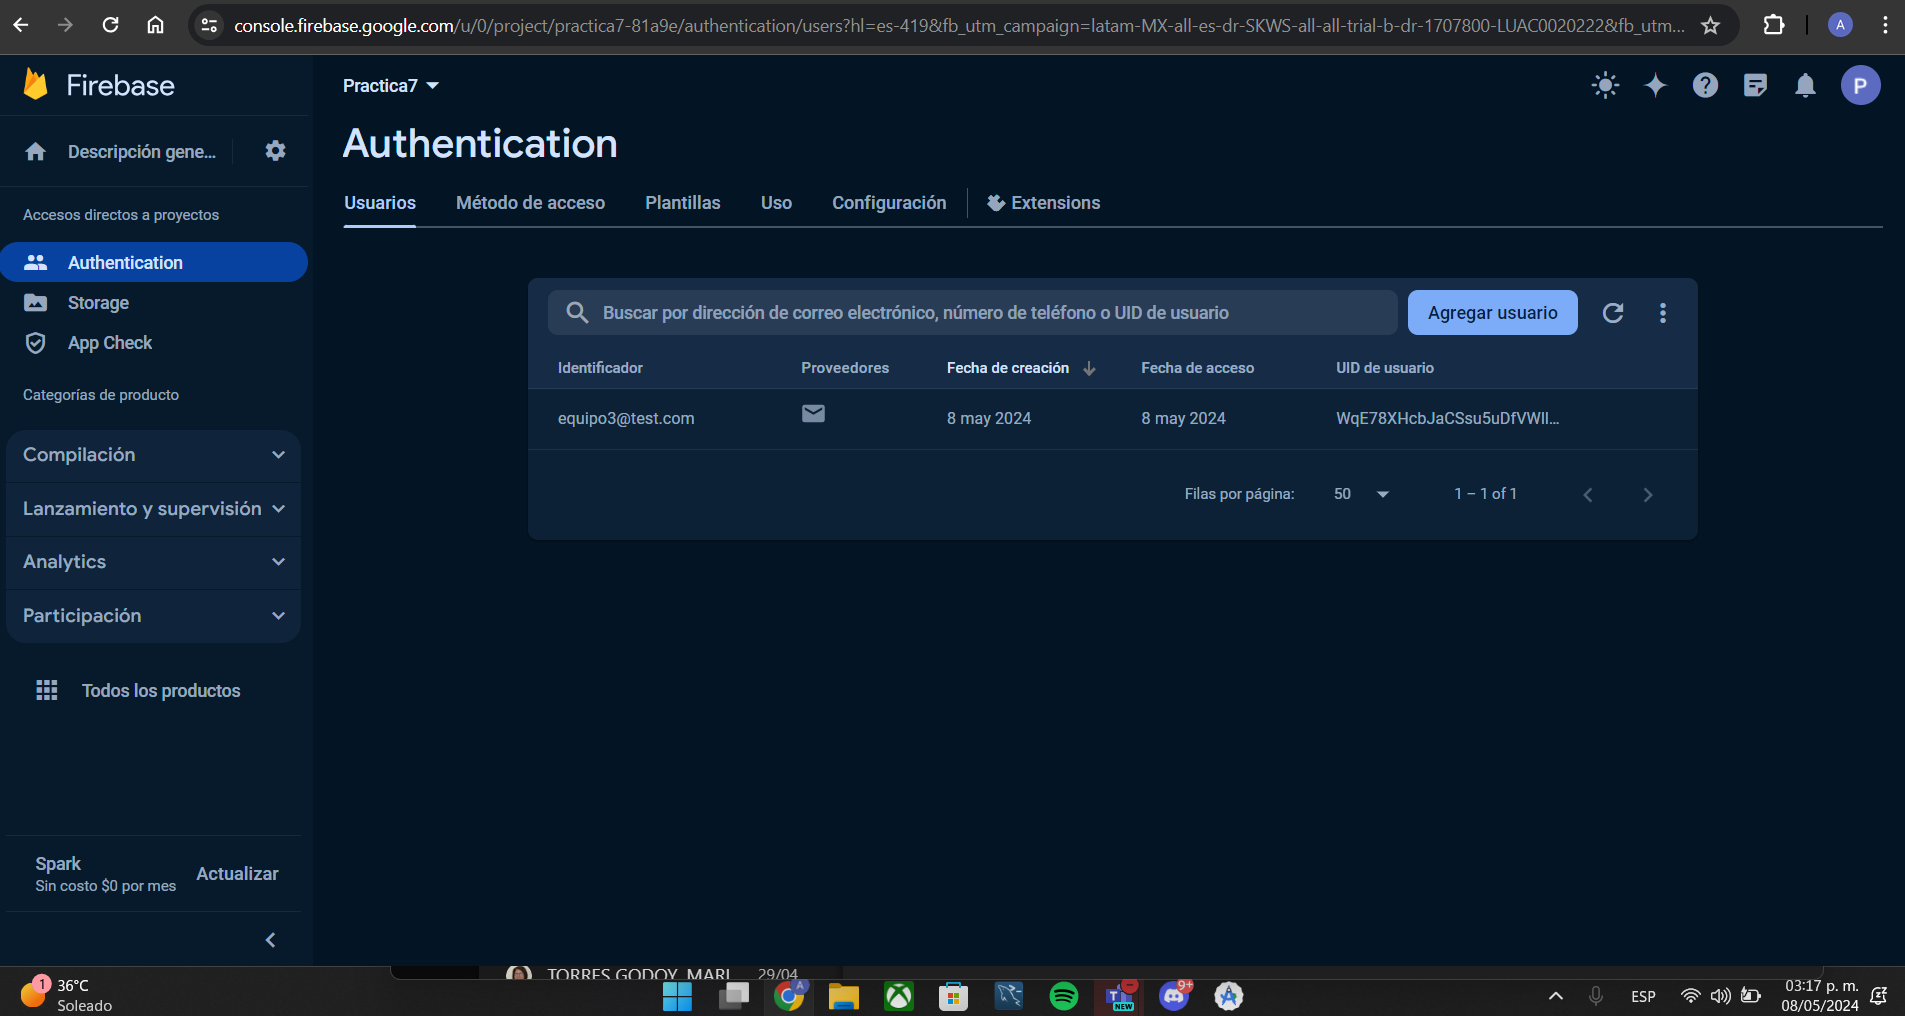 console.firebase.google.com/u/0/project/practica7-81a9e/authentication/users?hl=es-419&fb_utm_campaign=latam-MX-all-es-dr-SKWS-all-all-trial-b-dr-1707800-LUAC0020222&fb_utm...
A
Firebase
Practica7
P
Descripción gene...
Authentication
Usuarios
Método de acceso
Plantillas
Uso
Configuración
Extensions
Accesos directos a proyectos
Authentication
Storage
App Check
Categorías de producto
Compilación
Lanzamiento y supervisión
Analytics
Participación
Todos los productos
Buscar por dirección de correo electrónico, número de teléfono o UID de usuario
Agregar usuario
Identificador
Proveedores
Fecha de creación
Fecha de acceso
UID de usuario
equipo3@test.com
8 may 2024
8 may 2024
WqE78XHcbJaCSsu5uDfVWIl...
Filas por página:
50
1 – 1 of 1
Spark
Sin costo $0 por mes
Actualizar
TORRES GODOY, MARI
29/04
1
36°C
Soleado
A
T
NEW
9+
ESP
03:17 p. m.
08/05/2024